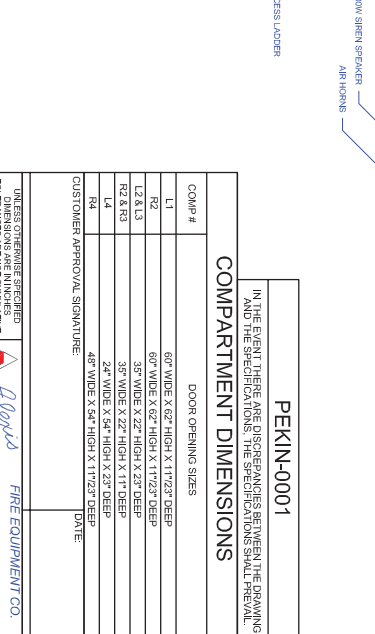 CESS LADDER
OW SIREN SPEAKER
AIR HORNS
PEKIN-0001
IN THE EVENT THERE ARE DISCREPANCIES BETWEEN THE DRAWING
AND THE SPECIFICATIONS, THE SPECIFICATIONS SHALL PREVAIL.
COMPARTMENT DIMENSIONS
COMP # DOOR OPENING SIZES
L1 60" WIDE X 62" HIGH X 11"/23" DEEP
R2 60" WIDE X 62" HIGH X 11"/23" DEEP
L2 & L3 35" WIDE X 22" HIGH X 23" DEEP
R2 & R3 35" WIDE X 22" HIGH X 11" DEEP
L4 24" WIDE X 54" HIGH X 23" DEEP
R4 48" WIDE X 54" HIGH X 11"/23" DEEP
CUSTOMER APPROVAL SIGNATURE: DATE:
UNLESS OTHERWISE SPECIFIED
DIMENSIONS ARE IN INCHES
Alexis FIRE EQUIPMENT CO.